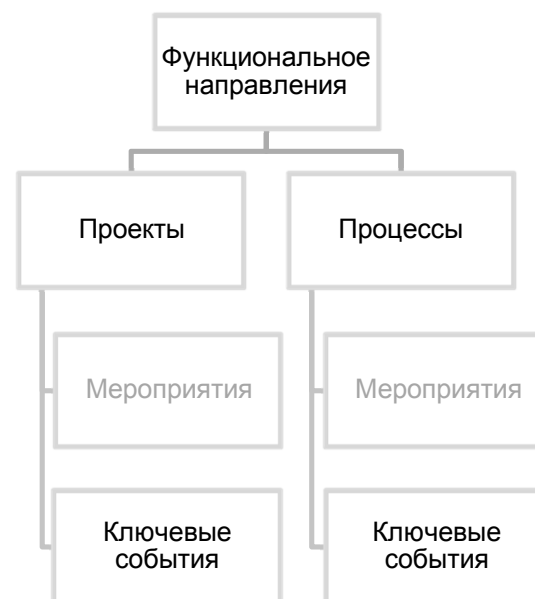 Функциональное
направления
Проекты
Процессы
Мероприятия
Мероприятия
Ключевые
события
Ключевые
события